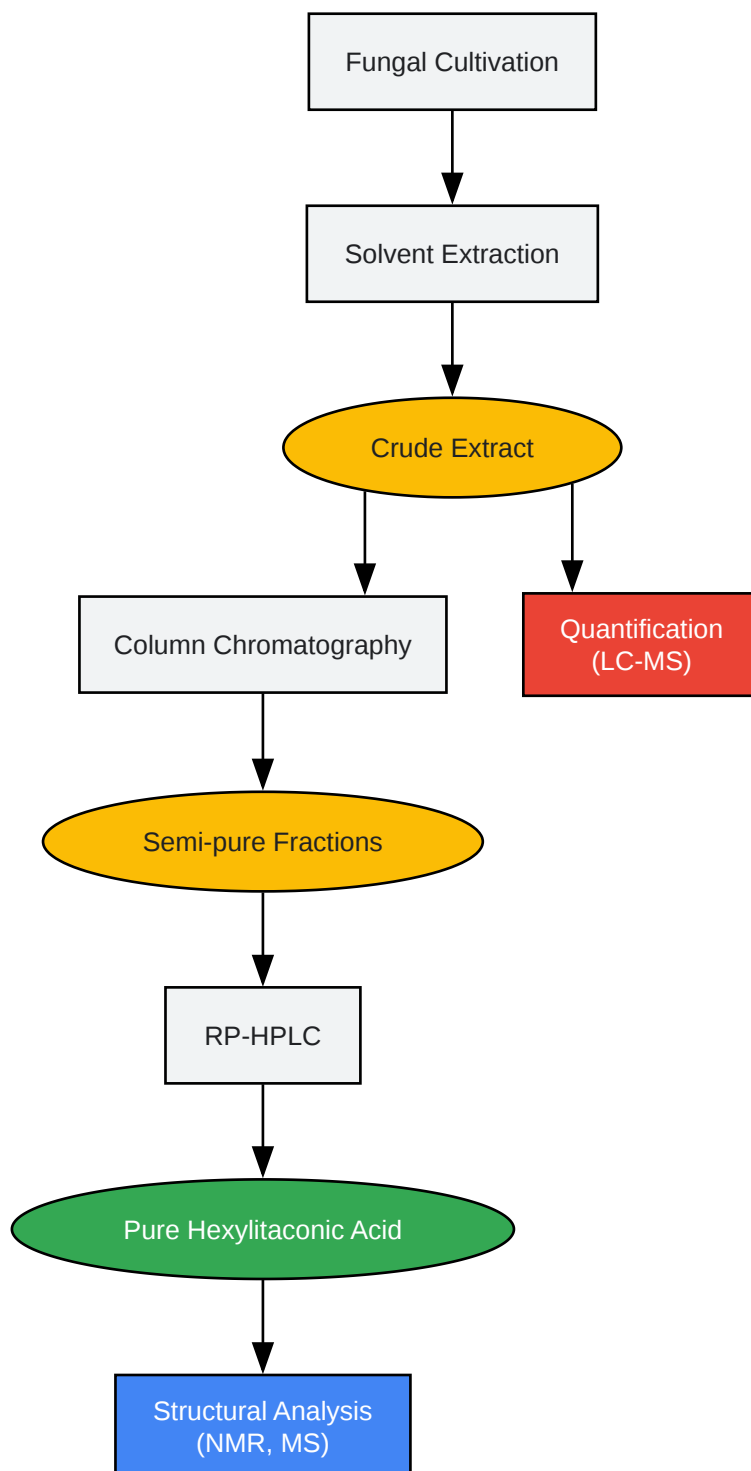 Fungal Cultivation
Solvent Extraction
Crude Extract
Column Chromatography
Quantification
(LC-MS)
Semi-pure Fractions
RP-HPLC
Pure Hexylitaconic Acid
Structural Analysis
(NMR, MS)